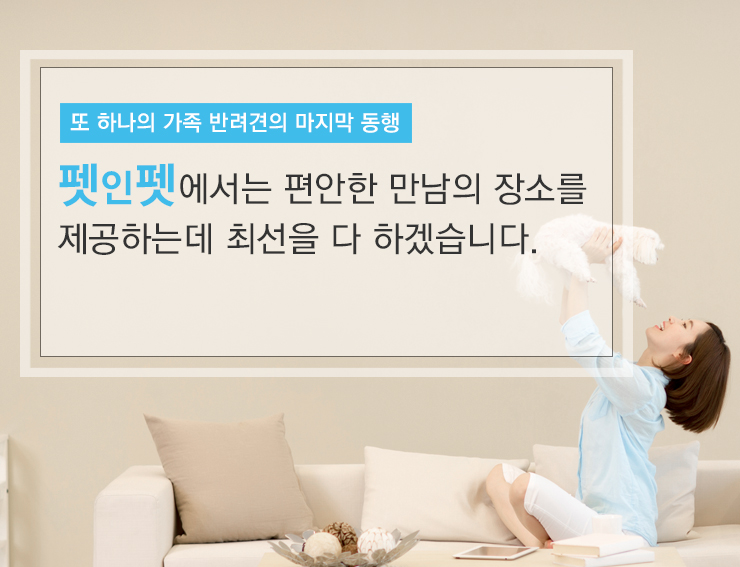 또 하나의 가족 반려견의 마지막 동행
펫인펫에서는 편안한 만남의 장소를
제공하는데 최선을 다 하겠습니다.